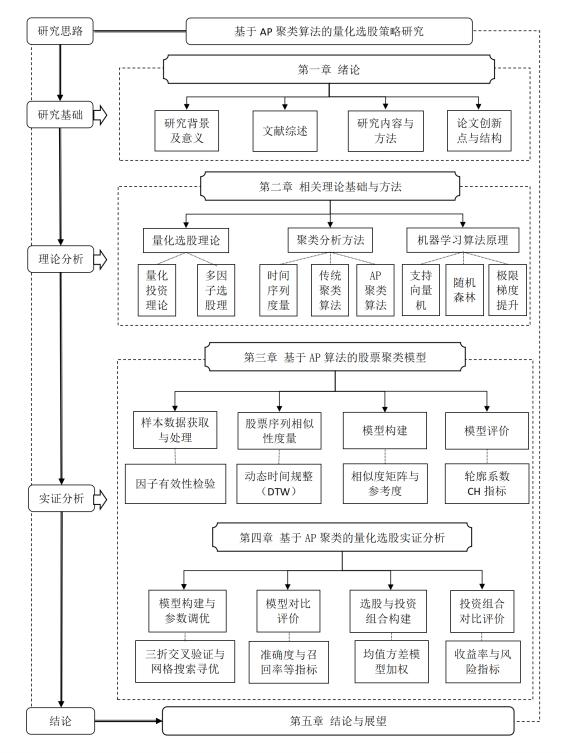 研究思路
基于 AP 聚类算法的量化选股策略研究
第一章 绪论
研究基础
研究背景
及意义
文献综述
研究内容与
方法
论文创新
点与结构
第二章 相关理论基础与方法
理论分析
量化选股理论
聚类分析方法
机器学习算法原理
量化
投资
理论
多因
子选
股理
时间
序列
度量
传统
聚类
算法
AP
聚类
算法
支持
向量
机
随机
森林
极限
梯度
提升
第三章 基于 AP 算法的股票聚类模型
样本数据获取
与处理
股票序列相似
性度量
模型构建
模型评价
因子有效性检验
动态时间规整
（DTW）
相似度矩阵与
参考度
轮廓系数
CH 指标
实证分析
第四章 基于 AP 聚类的量化选股实证分析
模型构建与
参数调优
模型对比
评价
选股与投资
组合构建
投资组合
对比评价
三折交叉验证与
网格搜索寻优
准确度与召
回率等指标
均值方差模
型加权
收益率与风
险指标
结论
第五章 结论与展望